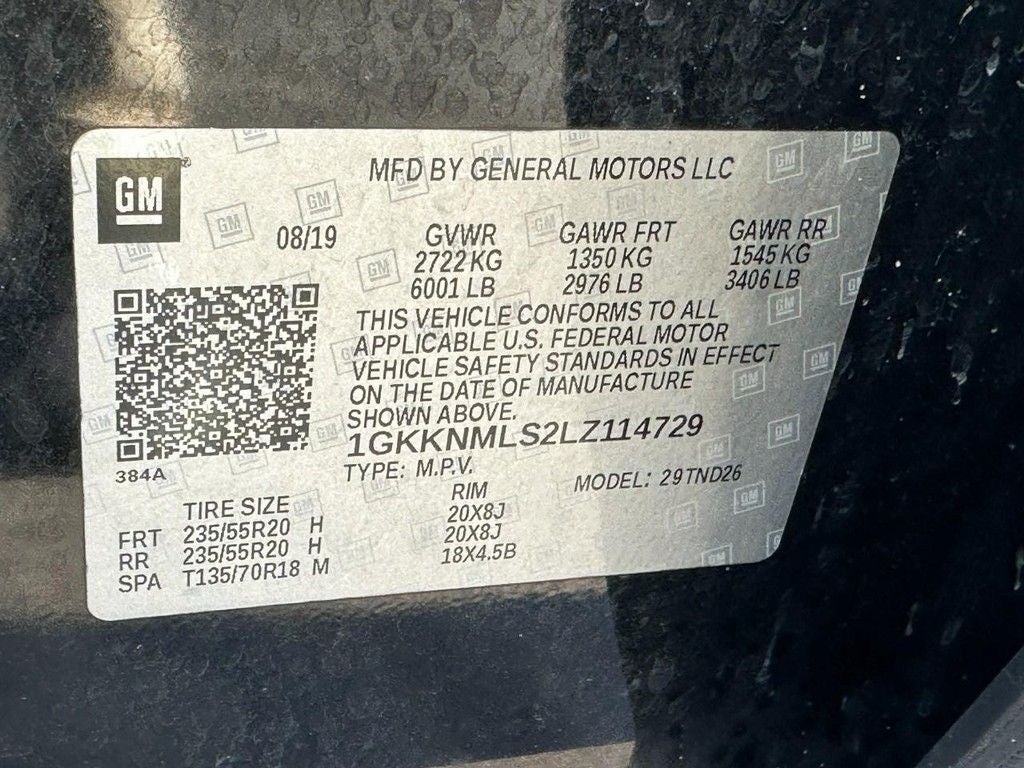 GM
MFD BY GENERAL MOTORS LLC
08/19 GVWR GAWR FRT GAWR RR
2722 KG 1350 KG 1545 KG
6001 LB 2976 LB 3406 LB
THIS VEHICLE CONFORMS TO ALL
APPLICABLE U.S. FEDERAL MOTOR
VEHICLE SAFETY STANDARDS IN EFFECT
ON THE DATE OF MANUFACTURE
SHOWN ABOVE.
1GKKNMLS2LZ114729
384A
TYPE: M.P.V. MODEL: 29TND26
TIRE SIZE RIM
FRT 235/55R20 H 20X8J
RR 235/55R20 H 20X8J
SPA T135/70R18 M 18X4.5B